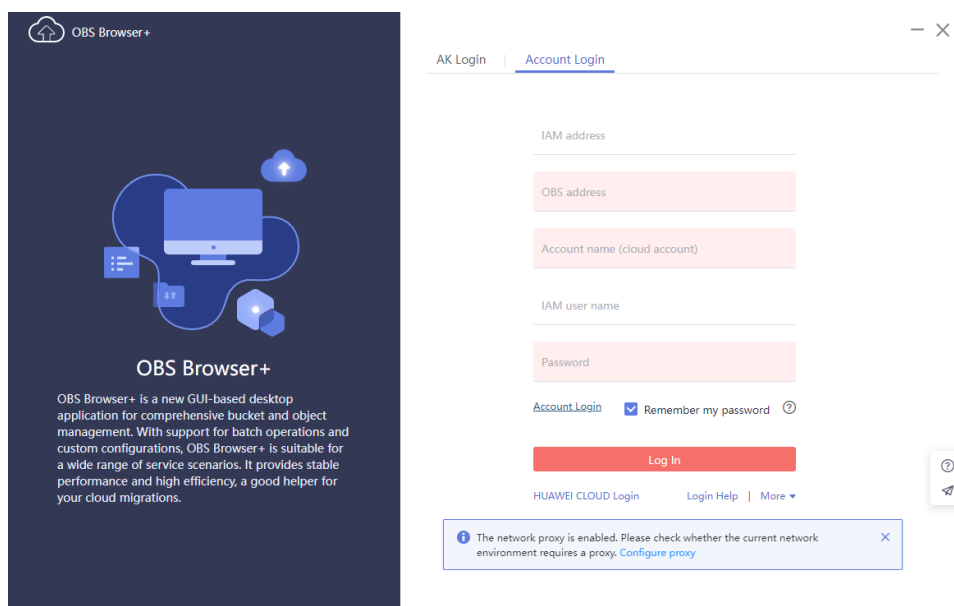 OBS Browser+
AK Login | Account Login
IAM address
OBS address
Account name (cloud account)
IAM user name
Password
Account Login Remember my password ?
Log In
HUAWEI CLOUD Login Login Help | More
The network proxy is enabled. Please check whether the current network
environment requires a proxy. Configure proxy
OBS Browser+
OBS Browser+ is a new GUI-based desktop
application for comprehensive bucket and object
management. With support for batch operations and
custom configurations, OBS Browser+ is suitable for
a wide range of service scenarios. It provides stable
performance and high efficiency, a good helper for
your cloud migrations.